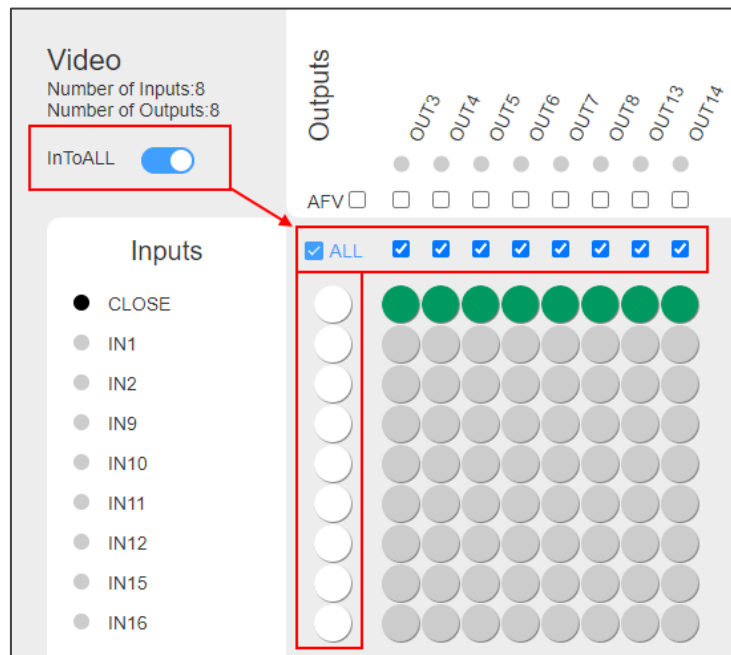 Video
Number of Inputs:8
Number of Outputs:8
InToALL
Outputs
OUT3
OUT4
OUT5
OUT6
OUT7
OUT8
OUT13
OUT14
AFV
Inputs
ALL
CLOSE
IN1
IN2
IN9
IN10
IN11
IN12
IN15
IN16